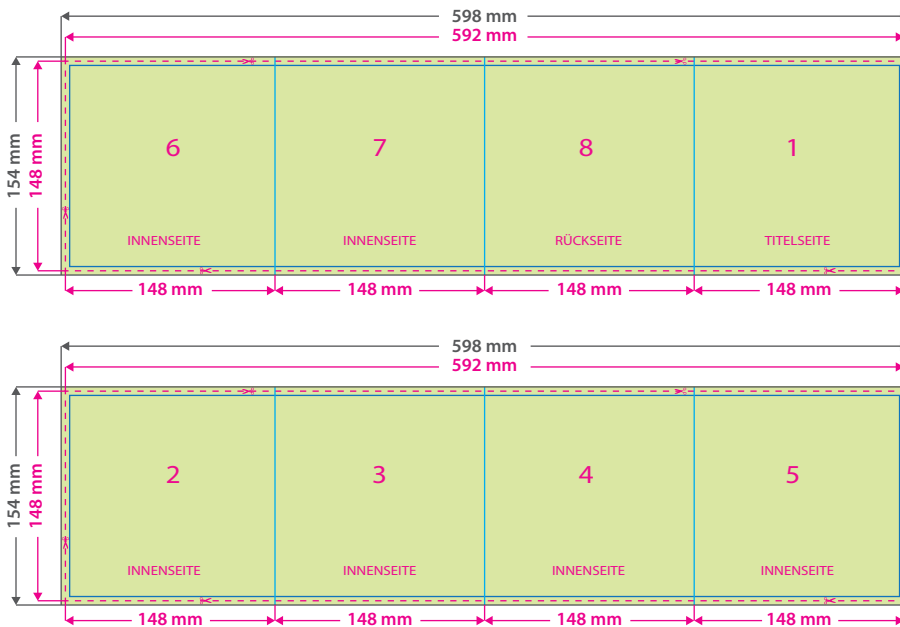 598 mm
592 mm
154 mm
148 mm
6
7
8
1
INNENSEITE
INNENSEITE
RÜCKSEITE
TITELSEITE
148 mm
148 mm
148 mm
148 mm
598 mm
592 mm
154 mm
148 mm
2
3
4
5
INNENSEITE
INNENSEITE
INNENSEITE
INNENSEITE
148 mm
148 mm
148 mm
148 mm